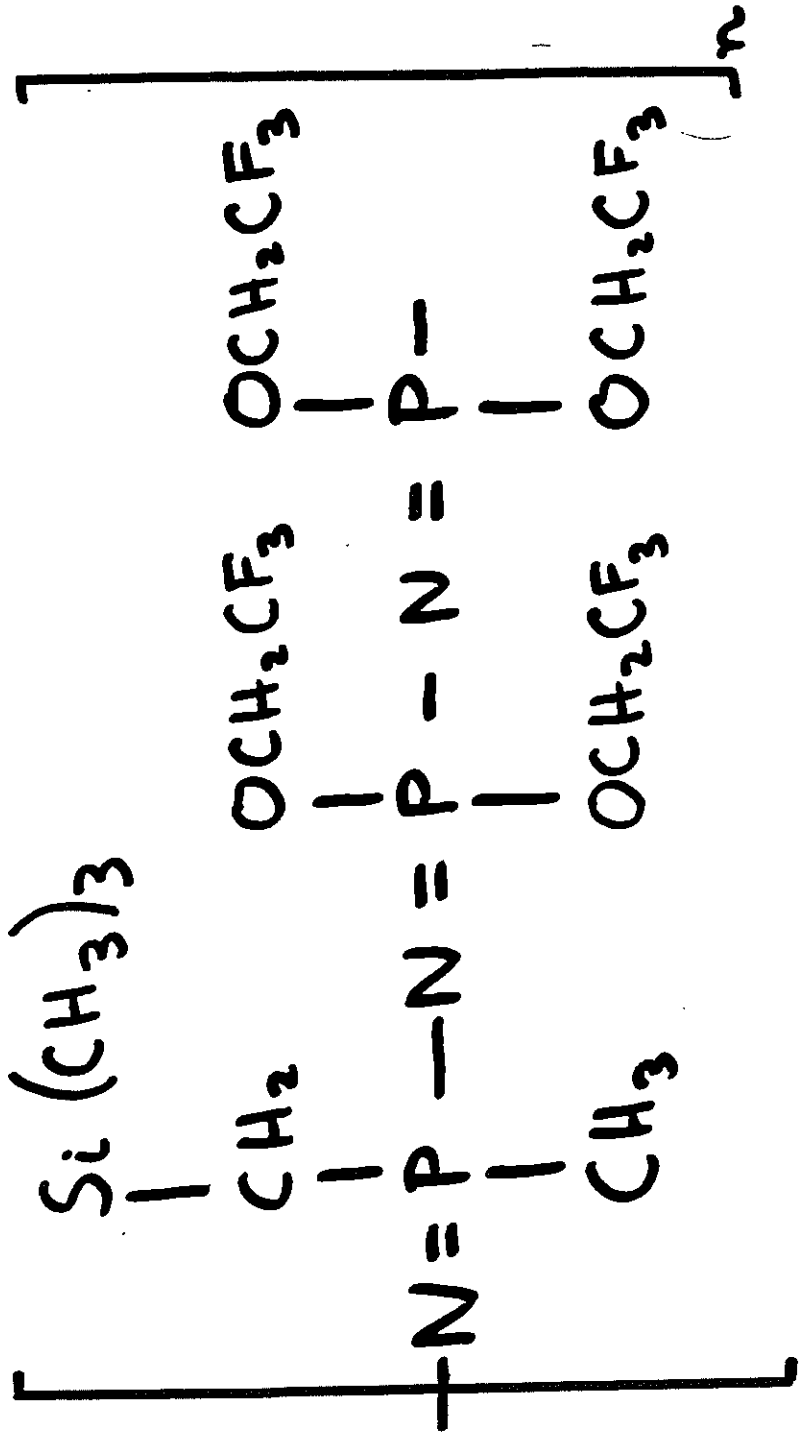 Si (CH3)3
CH2 OCH2CF3 OCH2CF3
[ -N = P - N = P - N = P - ]n
CH3 OCH2CF3 OCH2CF3